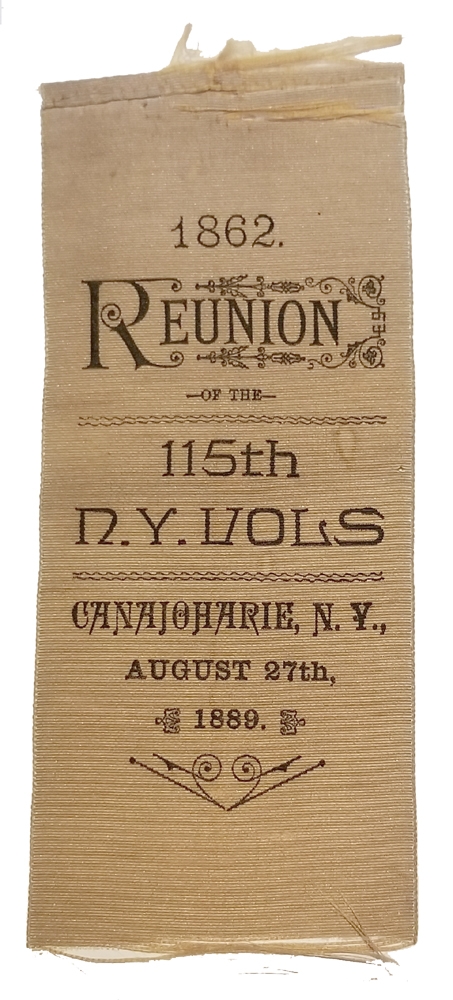 1862.
REUNION
—OF THE—
115th
N.Y. VOLS
CANAJOHARIE, N. Y.,
AUGUST 27th,
1889.